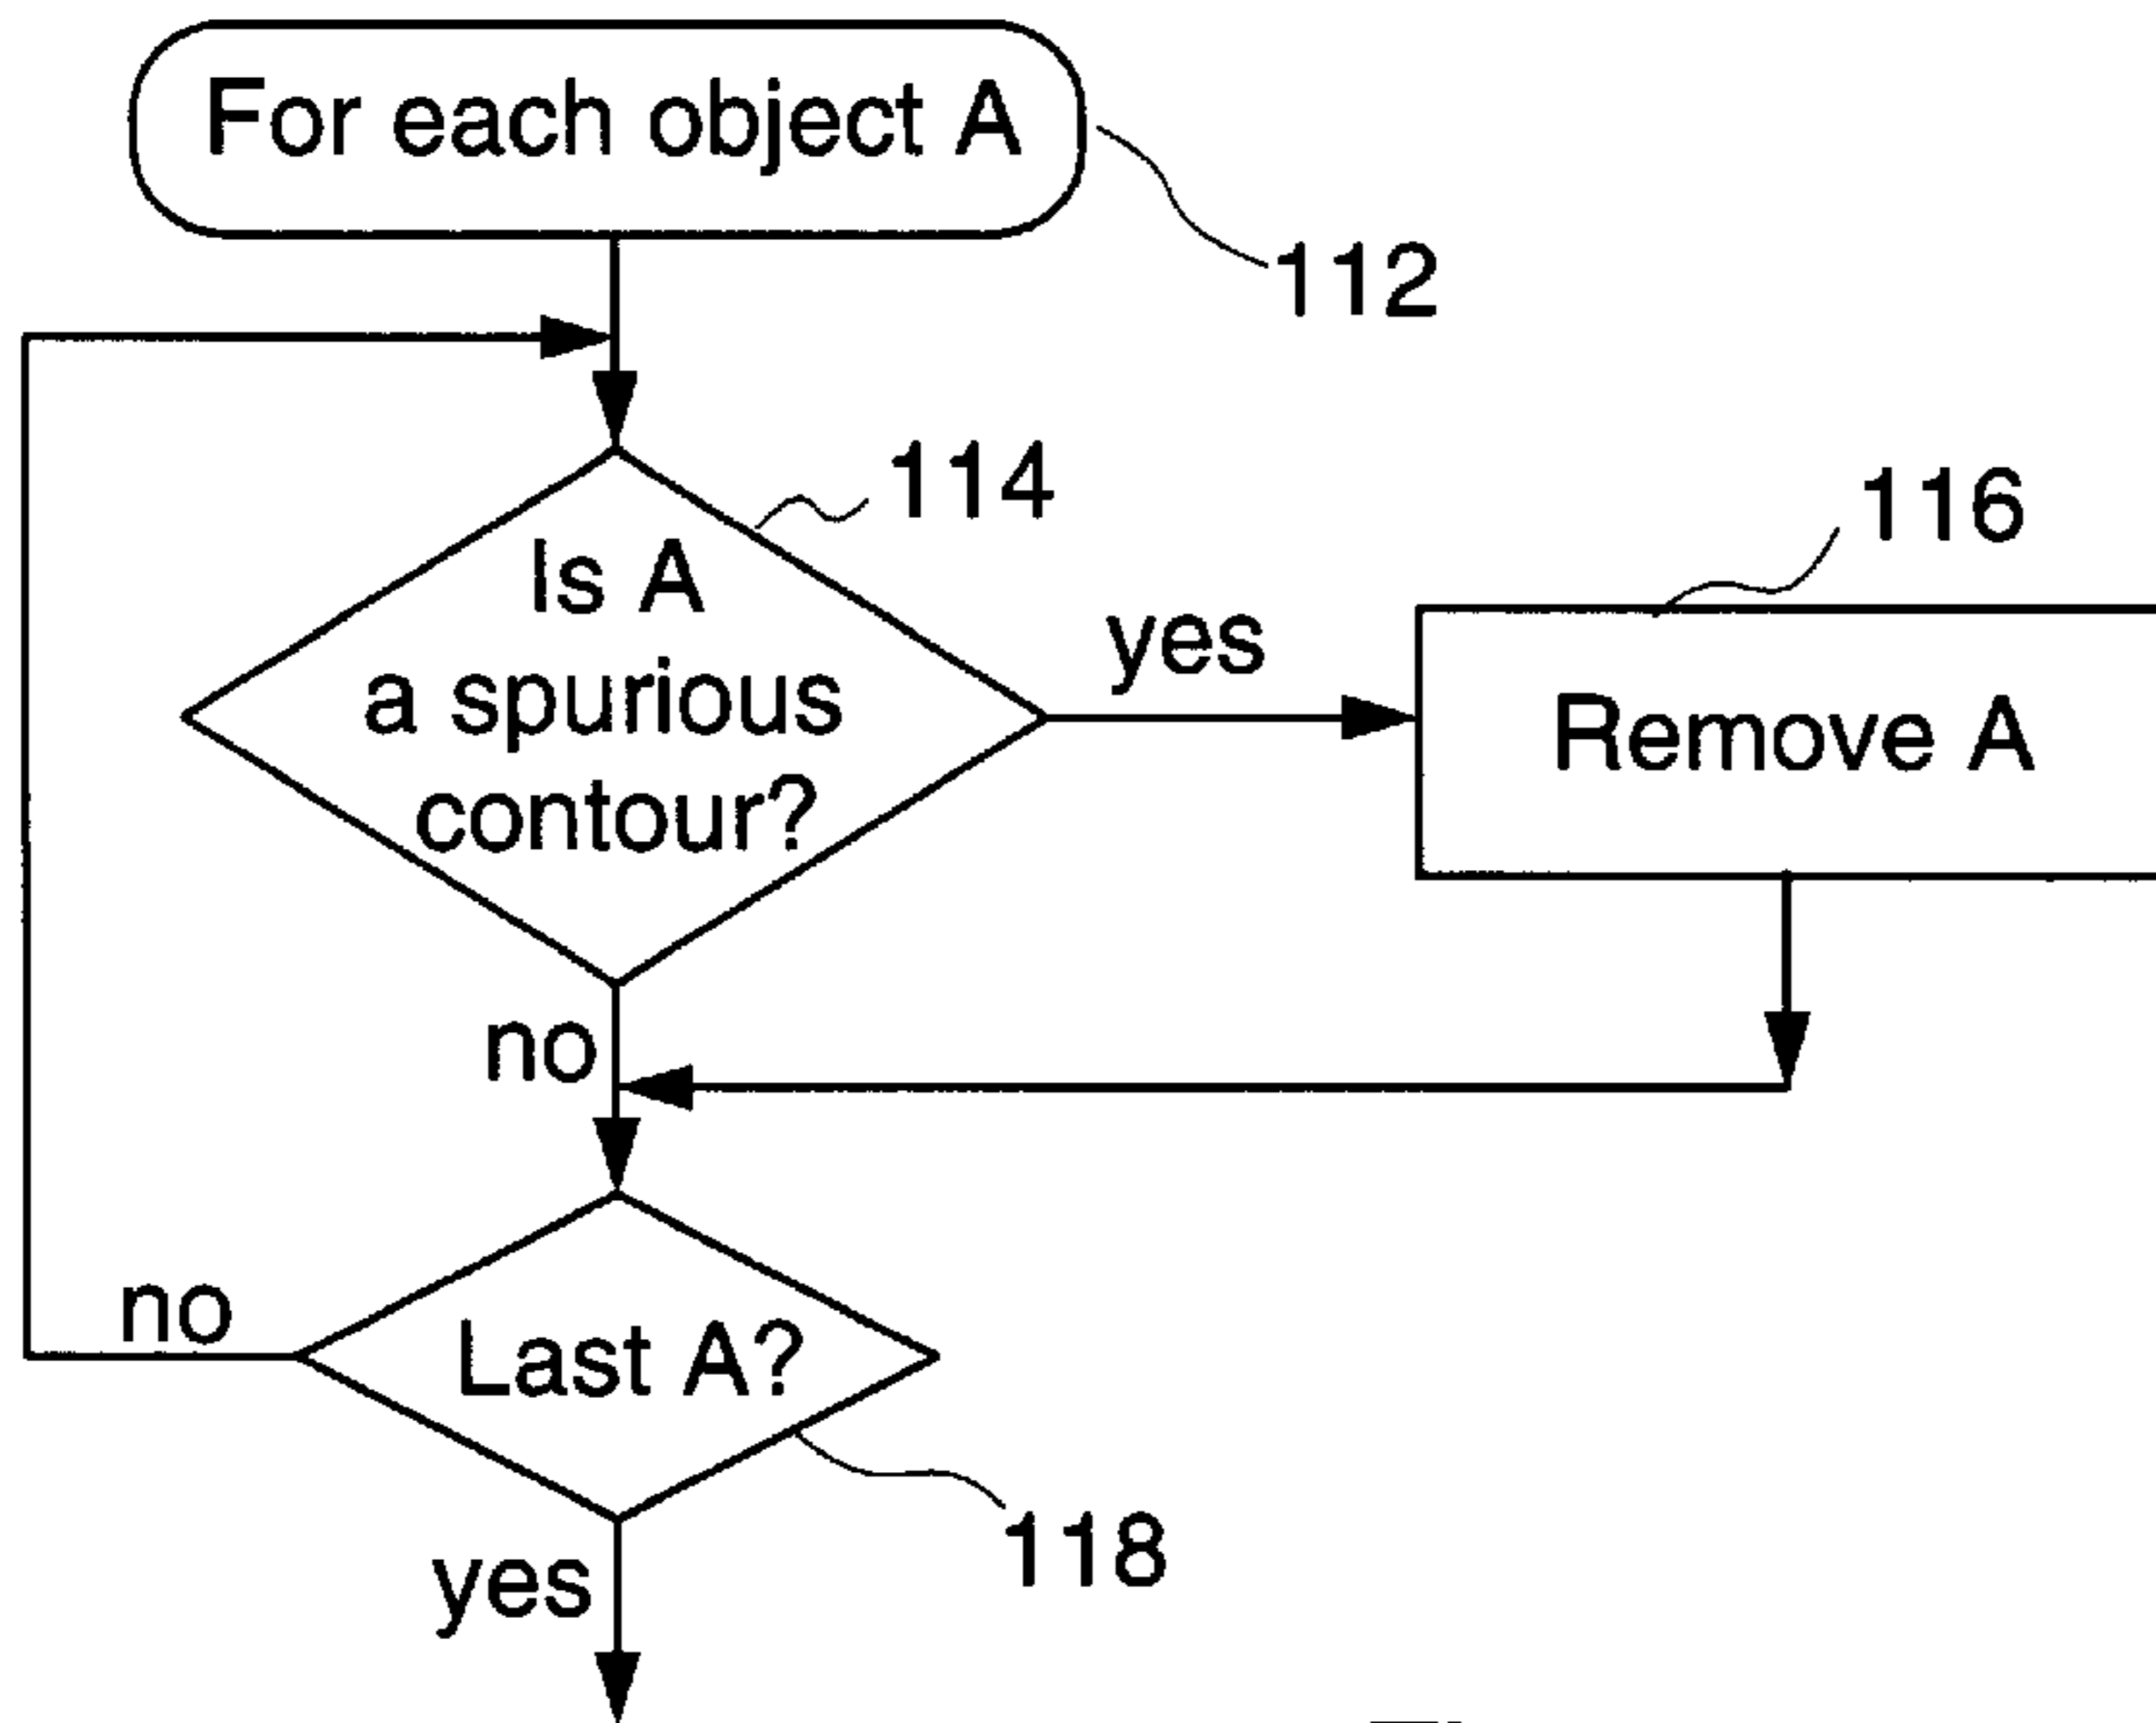 For each object A
112
114
Is A
a spurious
contour?
yes
116
Remove A
no
no
Last A?
118
yes